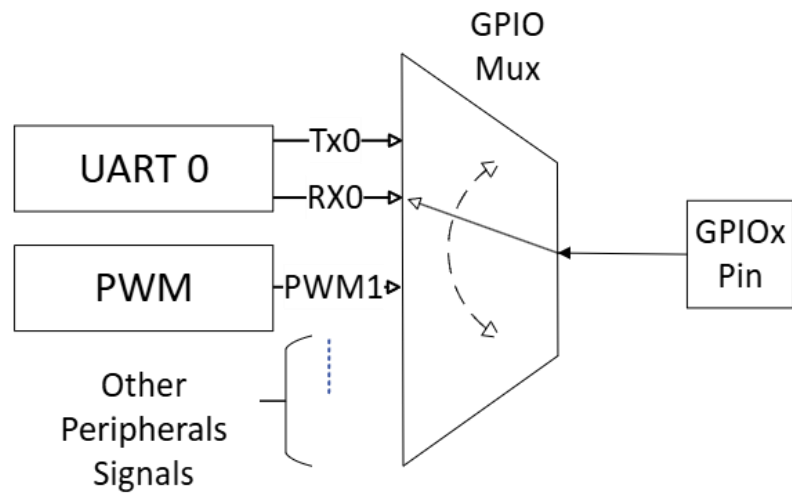 GPIO
Mux
Tx0
UART 0
RX0
GPIOx
Pin
PWM
PWM1
Other
Peripherals
Signals